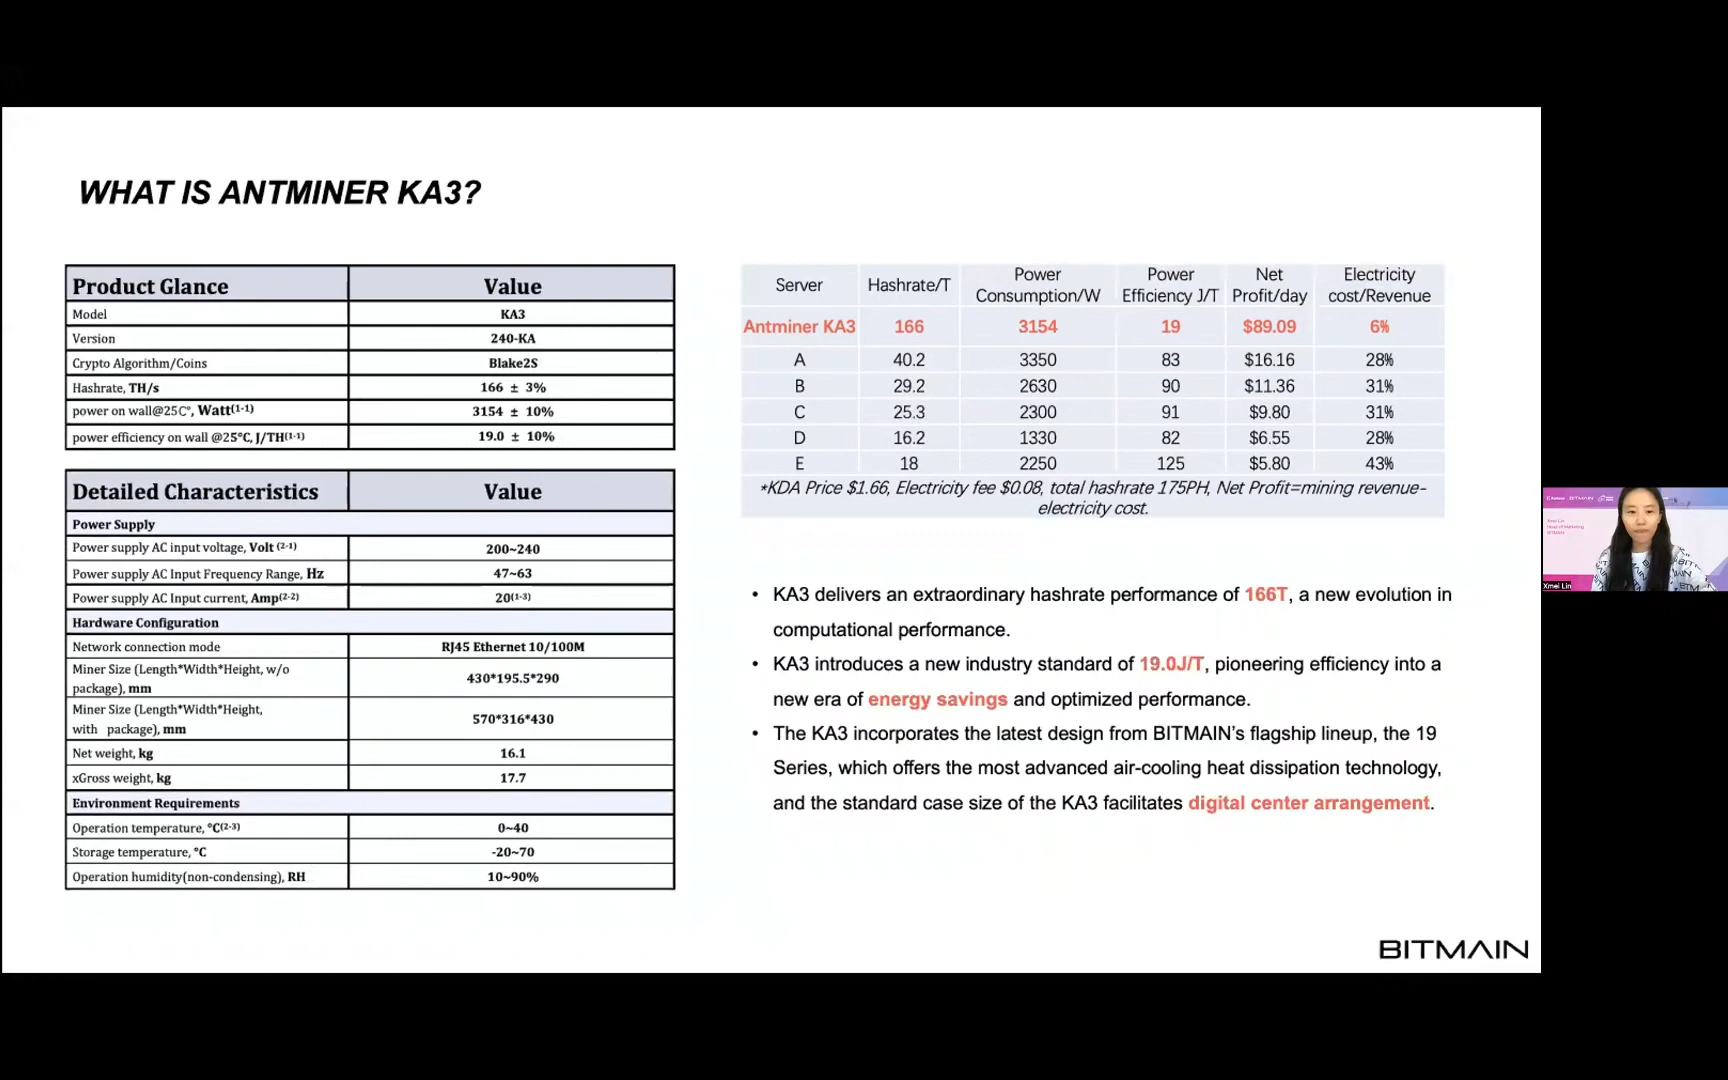 WHAT IS ANTMINER KA3?
Product Glance Value
Model KA3
Version 240-KA
Crypto Algorithm/Coins Blake2S
Hashrate, TH/s 166 ± 3%
power on wall@25C°, Watt(1-1) 3154 ± 10%
power efficiency on wall @25°C, J/TH(1-1) 19.0 ± 10%
Detailed Characteristics Value
Power Supply
Power supply AC input voltage, Volt (2-1) 200~240
Power supply AC Input Frequency Range, Hz 47~63
Power supply AC Input current, Amp(2-2) 20(1-3)
Hardware Configuration
Network connection mode RJ45 Ethernet 10/100M
Miner Size (Length*Width*Height, w/o
package), mm 430*195.5*290
Miner Size (Length*Width*Height,
with package), mm 570*316*430
Net weight, kg 16.1
xGross weight, kg 17.7
Environment Requirements
Operation temperature, °C(2-3) 0~40
Storage temperature, °C -20~70
Operation humidity(non-condensing), RH 10~90%
Server Hashrate/T Power Consumption/W Power Efficiency J/T Net Profit/day Electricity cost/Revenue
Antminer KA3 166 3154 19 $89.09 6%
A 40.2 3350 83 $16.16 28%
B 29.2 2630 90 $11.36 31%
C 25.3 2300 91 $9.80 31%
D 16.2 1330 82 $6.55 28%
E 18 2250 125 $5.80 43%
*KDA Price $1.66, Electricity fee $0.08, total hashrate 175PH, Net Profit=mining revenue-
electricity cost.
• KA3 delivers an extraordinary hashrate performance of 166T, a new evolution in
computational performance.
• KA3 introduces a new industry standard of 19.0J/T, pioneering efficiency into a
new era of energy savings and optimized performance.
• The KA3 incorporates the latest design from BITMAIN's flagship lineup, the 19
Series, which offers the most advanced air-cooling heat dissipation technology,
and the standard case size of the KA3 facilitates digital center arrangement.
BITMAIN
BITMAIN
Xmei Lin
Head of Marketing
BITMAIN
Xmei Lin